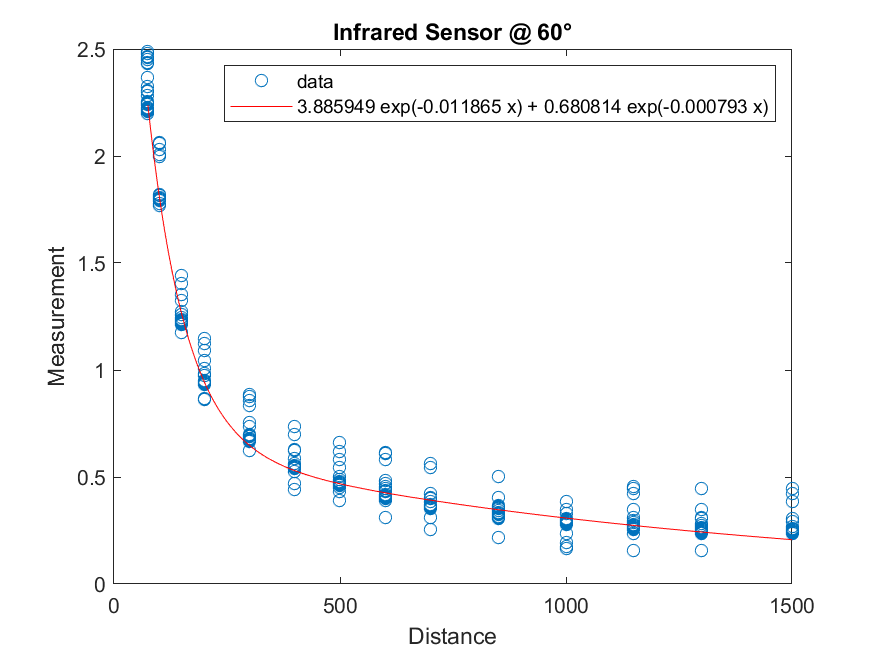 Infrared Sensor @ 60°
2.5
2
1.5
1
0.5
0
Measurement
data
3.885949 exp(-0.011865 x) + 0.680814 exp(-0.000793 x)
0
500
1000
1500
Distance